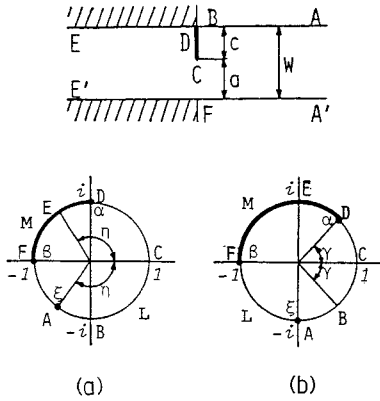 B A
E D c
C W
E' a
F A'
i D
E α
M η
F β C
-1 1
ξ η
A L
-i B
i E
M D
α
F β γ C
-1 γ 1
ξ
L B
-i A
(a) (b)